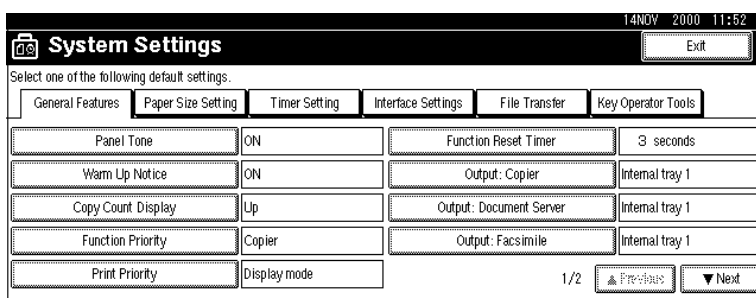 14NOV 2000 11:52
System Settings
Exit
Select one of the following default settings.
General Features Paper Size Setting Timer Setting Interface Settings File Transfer Key Operator Tools
Panel Tone ON Function Reset Timer 3 seconds
Warm Up Notice ON Output: Copier Internal tray 1
Copy Count Display Up Output: Document Server Internal tray 1
Function Priority Copier Output: Facsimile Internal tray 1
Print Priority Display mode 1/2 ▲Previous ▼Next